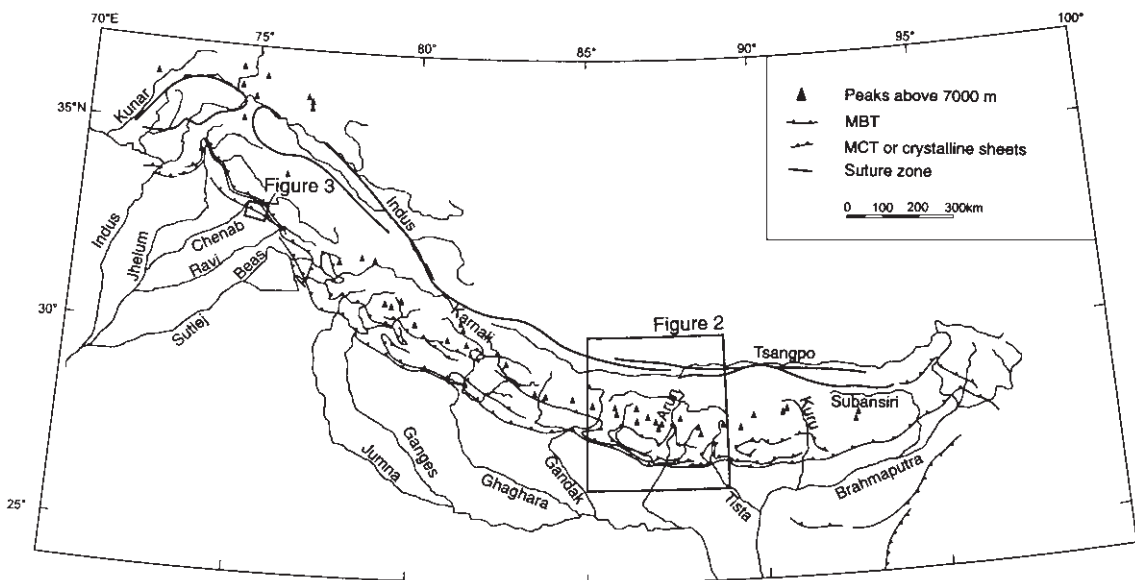 70°E
75°
80°
85°
90°
95°
100°
35°N
30°
25°
Peaks above 7000 m
MBT
MCT or crystalline sheets
Suture zone
0 100 200 300km
Kunar
Figure 3
Indus
Indus
Jhelum
Chenab
Ravi
Beas
Sutlej
Karnali
Figure 2
Tsangpo
Arun
Kuru
Subansiri
Jumna
Ganges
Ghaghara
Gandak
Tista
Brahmaputra